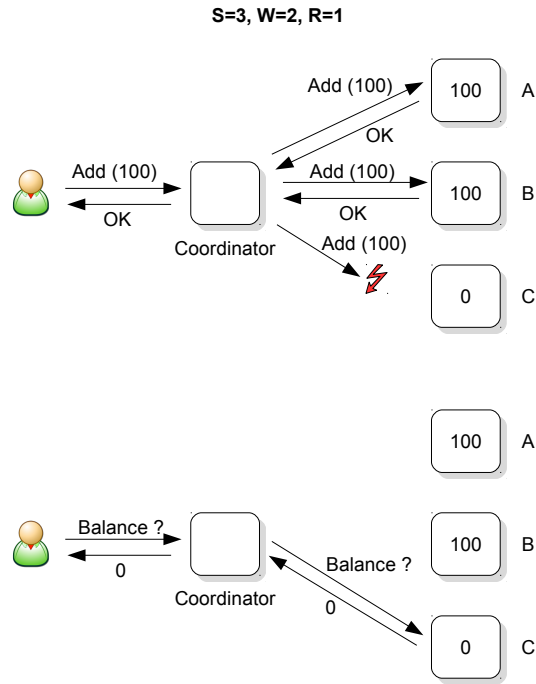 S=3, W=2, R=1
Add (100)
100
A
OK
Add (100)
OK
Add (100)
100
B
OK
Coordinator
Add (100)
0
C
100
A
Balance ?
0
100
B
Balance ?
Coordinator
0
0
C